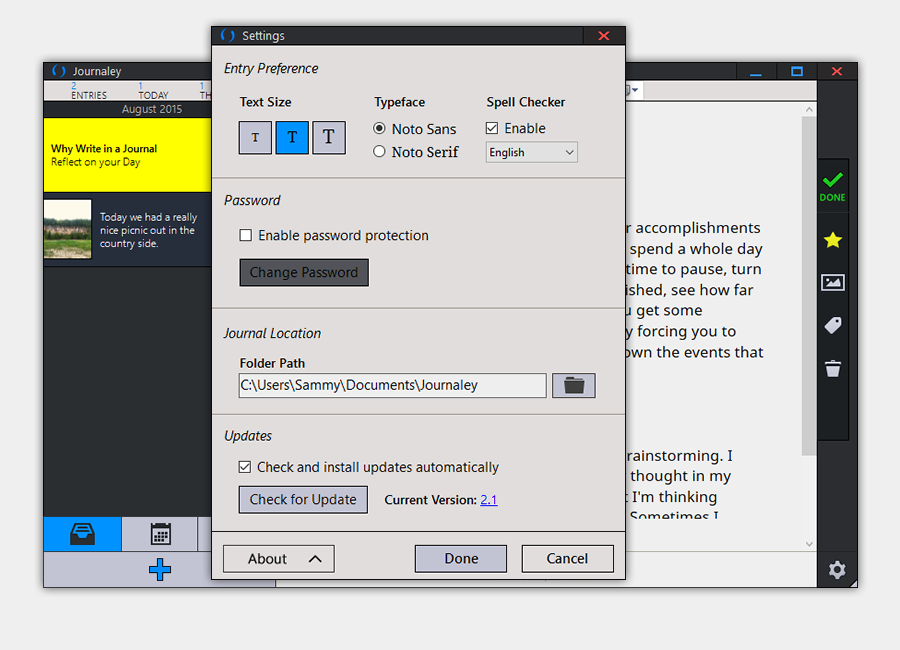 Settings
Entry Preference
Text Size
Typeface
Spell Checker
T T T
Noto Sans
Noto Serif
Enable
English
Password
Enable password protection
Change Password
Journal Location
Folder Path
C:\Users\Sammy\Documents\Journaley
Updates
Check and install updates automatically
Check for Update
Current Version: 2.1
About
Done
Cancel
Journaley
2 ENTRIES
1 TODAY
1 TH
August 2015
Why Write in a Journal
Reflect on your Day
Today we had a really
nice picnic out in the
country side.
accomplishments
spend a whole day
time to pause, turn
ished, see how far
get some
forcing you to
own the events that
rainstorming. I
thought in my
I'm thinking
Sometimes I
DONE